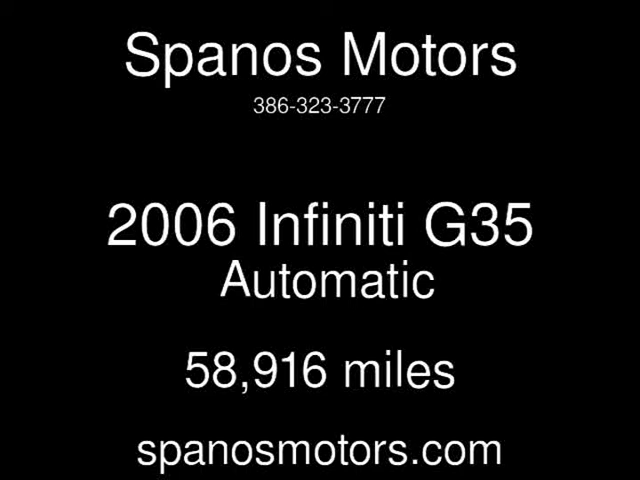 Spanos Motors
386-323-3777
2006 Infiniti G35
Automatic
58,916 miles
spanosmotors.com